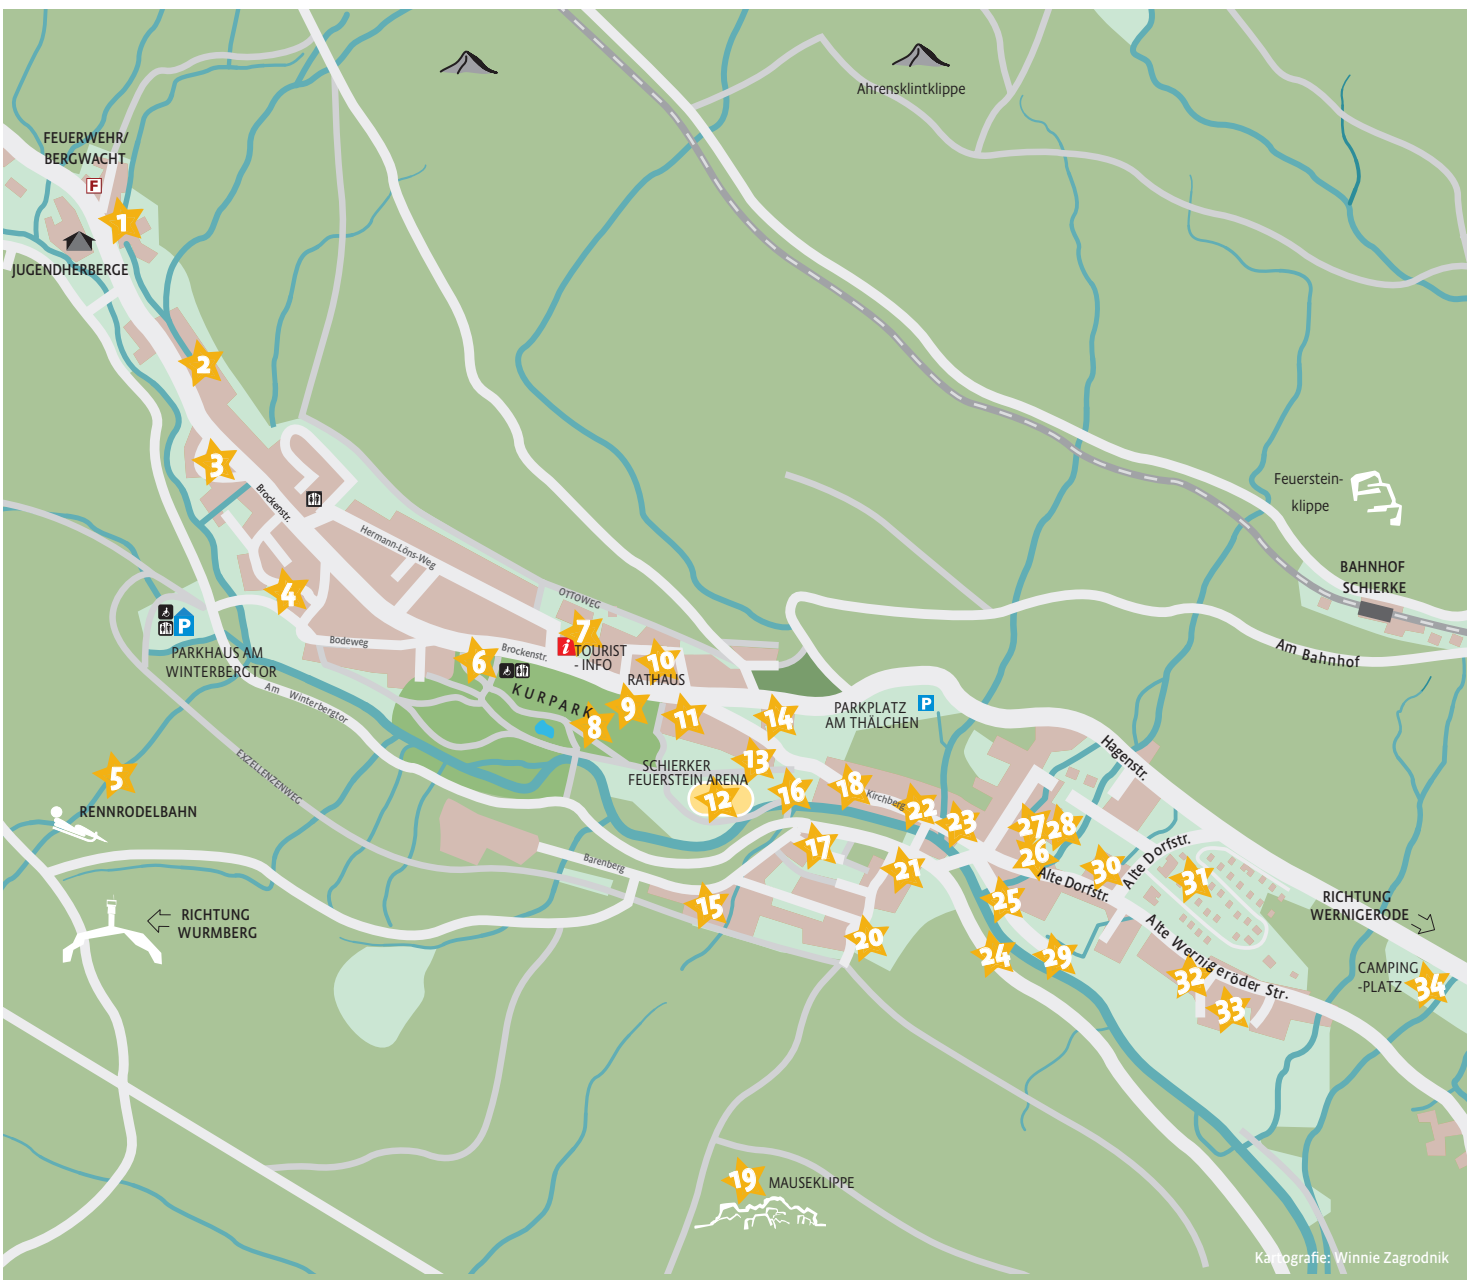 Ahrensklintklippe
FEUERWEHR/
BERGWACHT
F
1
JUGENDHERBERGE
2
3
Brockenstr.
Hermann-Löns-Weg
Feuerstein-
klippe
BAHNHOF
SCHIERKE
Am Bahnhof
4
OTTOWEG
P
PARKHAUS AM
WINTERBERGTOR
Bodeweg
6
Brockenstr.
7
i
TOURIST
- INFO
10
RATHAUS
KURPARK
8
9
11
14
PARKPLATZ
AM THÄLCHEN
P
Am Winterbergtor
EXZELLENZENWEG
5
RENNRODELBAHN
SCHIERKER
FEUERSTEIN ARENA
12
13
16
18
Kirchberg
22
23
Hagenstr.
27
28
26
17
21
Barenberg
15
20
25
24
29
Alte Dorfstr.
30
Alte Dorfstr.
31
Alte Wernigeröder Str.
32
33
RICHTUNG
WERNIGERODE
CAMPING
-PLATZ
34
RICHTUNG
WURMBERG
19
MAUSEKLIPPE
Kartografie: Winnie Zagrodnik